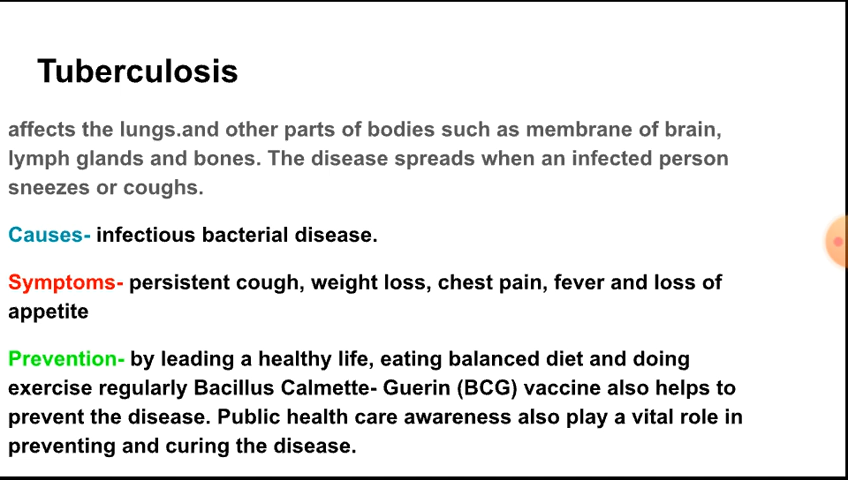 Tuberculosis
affects the lungs.and other parts of bodies such as membrane of brain,
lymph glands and bones. The disease spreads when an infected person
sneezes or coughs.
Causes- infectious bacterial disease.
Symptoms- persistent cough, weight loss, chest pain, fever and loss of
appetite
Prevention- by leading a healthy life, eating balanced diet and doing
exercise regularly Bacillus Calmette- Guerin (BCG) vaccine also helps to
prevent the disease. Public health care awareness also play a vital role in
preventing and curing the disease.